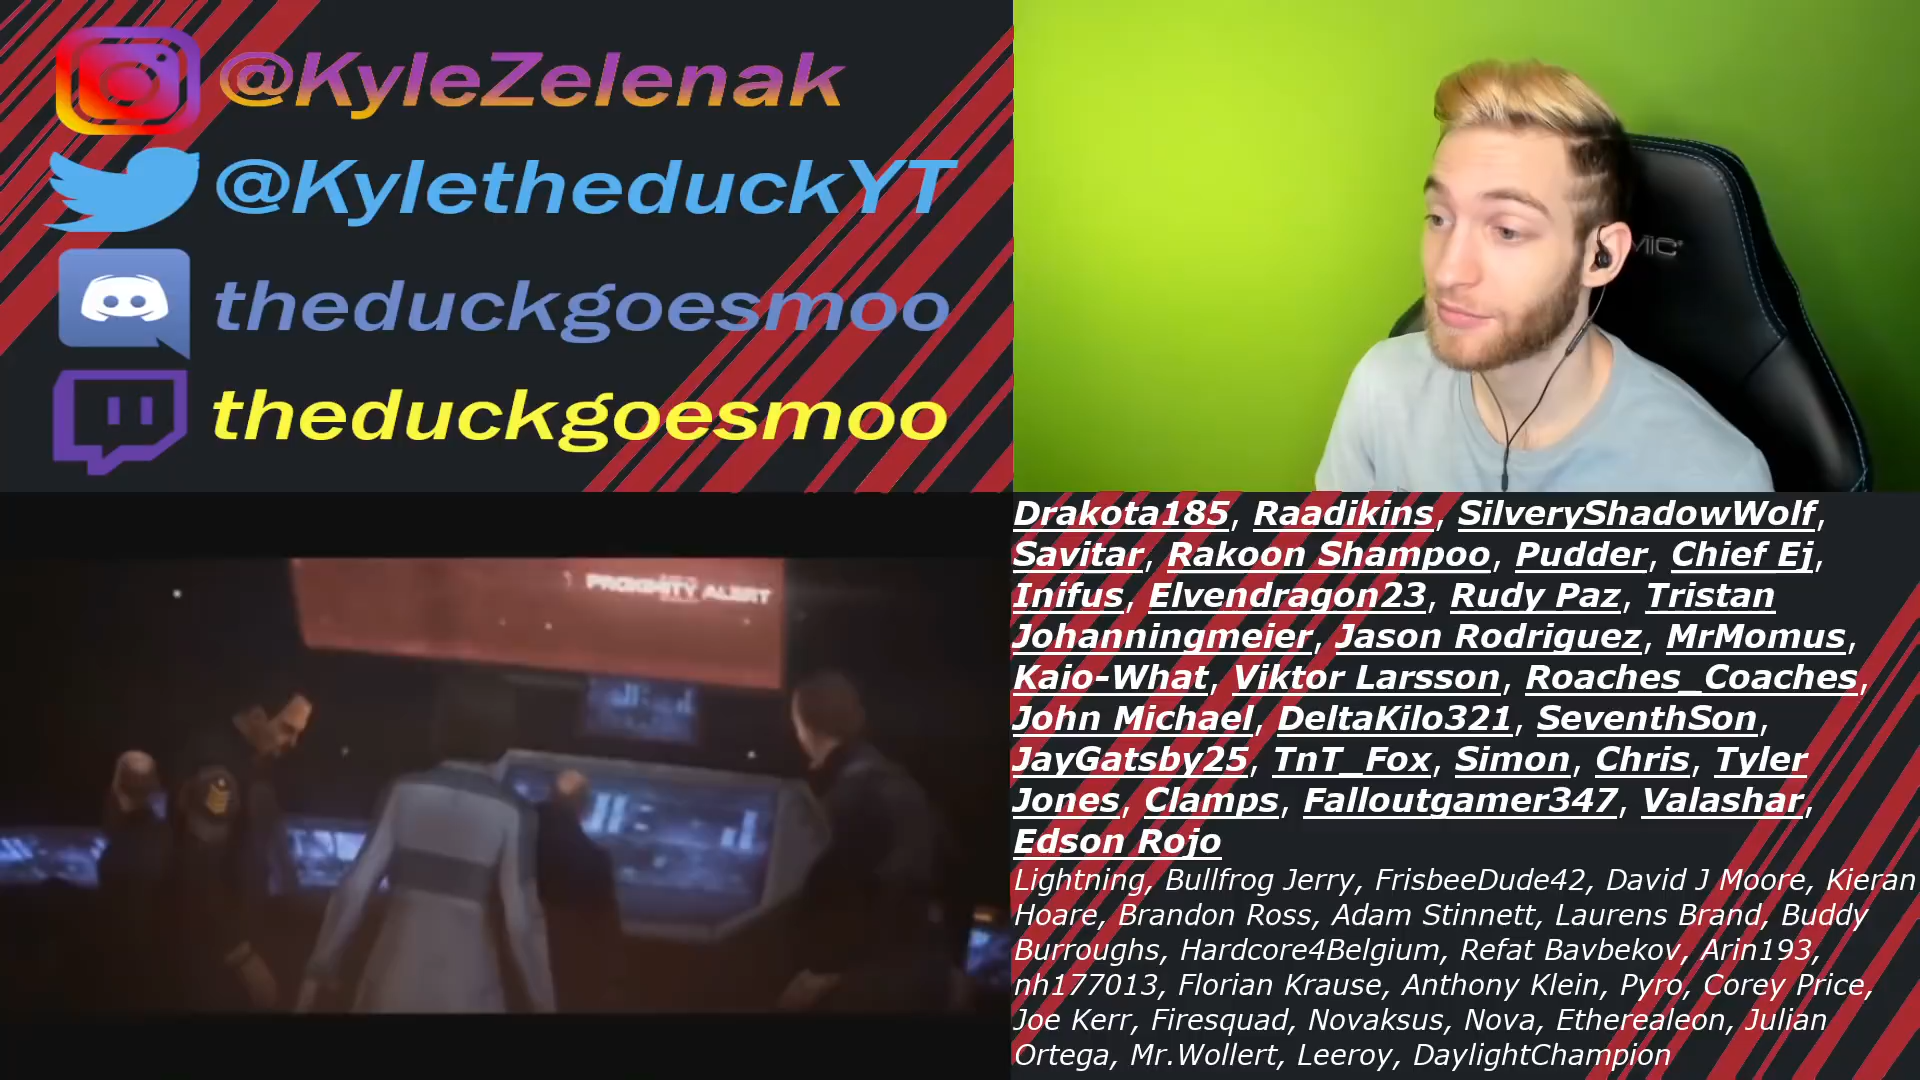 @KyleZelenak
@KyletheduckYT
theduckgoesmoo
theduckgoesmoo
PROXIMITY ALERT
Drakota185, Raadikins, SilveryShadowWolf,
Savitar, Rakoon Shampoo, Pudder, Chief Ej,
Inifus, Elvendragon23, Rudy Paz, Tristan
Johanningmeier, Jason Rodriguez, MrMomus,
Kaio-What, Viktor Larsson, Roaches_Coaches,
John Michael, DeltaKilo321, SeventhSon,
JayGatsby25, TnT_Fox, Simon, Chris, Tyler
Jones, Clamps, Falloutgamer347, Valashar,
Edson Rojo
Lightning, Bullfrog Jerry, FrisbeeDude42, David J Moore, Kieran
Hoare, Brandon Ross, Adam Stinnett, Laurens Brand, Buddy
Burroughs, Hardcore4Belgium, Refat Bavbekov, Arin193,
nh177013, Florian Krause, Anthony Klein, Pyro, Corey Price,
Joe Kerr, Firesquad, Novaksus, Nova, Etherealeon, Julian
Ortega, Mr.Wollert, Leeroy, DaylightChampion